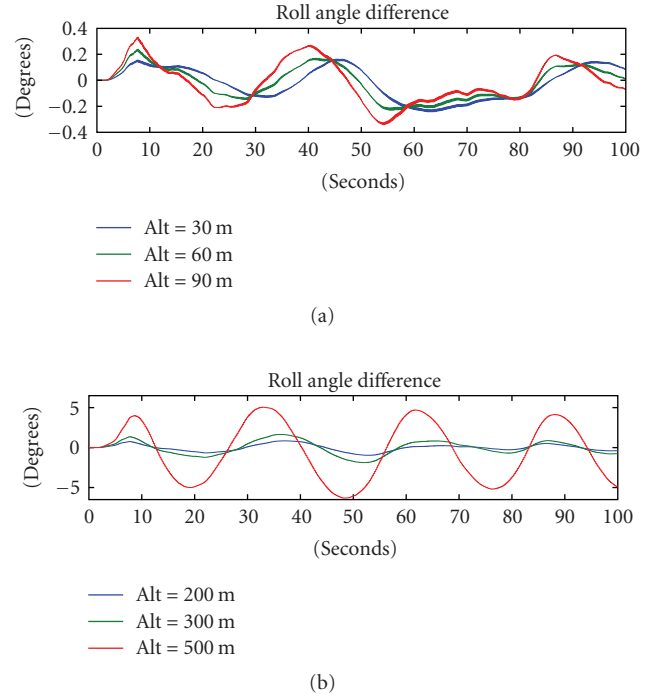 Roll angle difference
(Degrees)
0.4
0.2
0
−0.2
−0.4
0 10 20 30 40 50 60 70 80 90 100
(Seconds)
Alt = 30 m
Alt = 60 m
Alt = 90 m
(a)
Roll angle difference
(Degrees)
5
0
−5
0 10 20 30 40 50 60 70 80 90 100
(Seconds)
Alt = 200 m
Alt = 300 m
Alt = 500 m
(b)